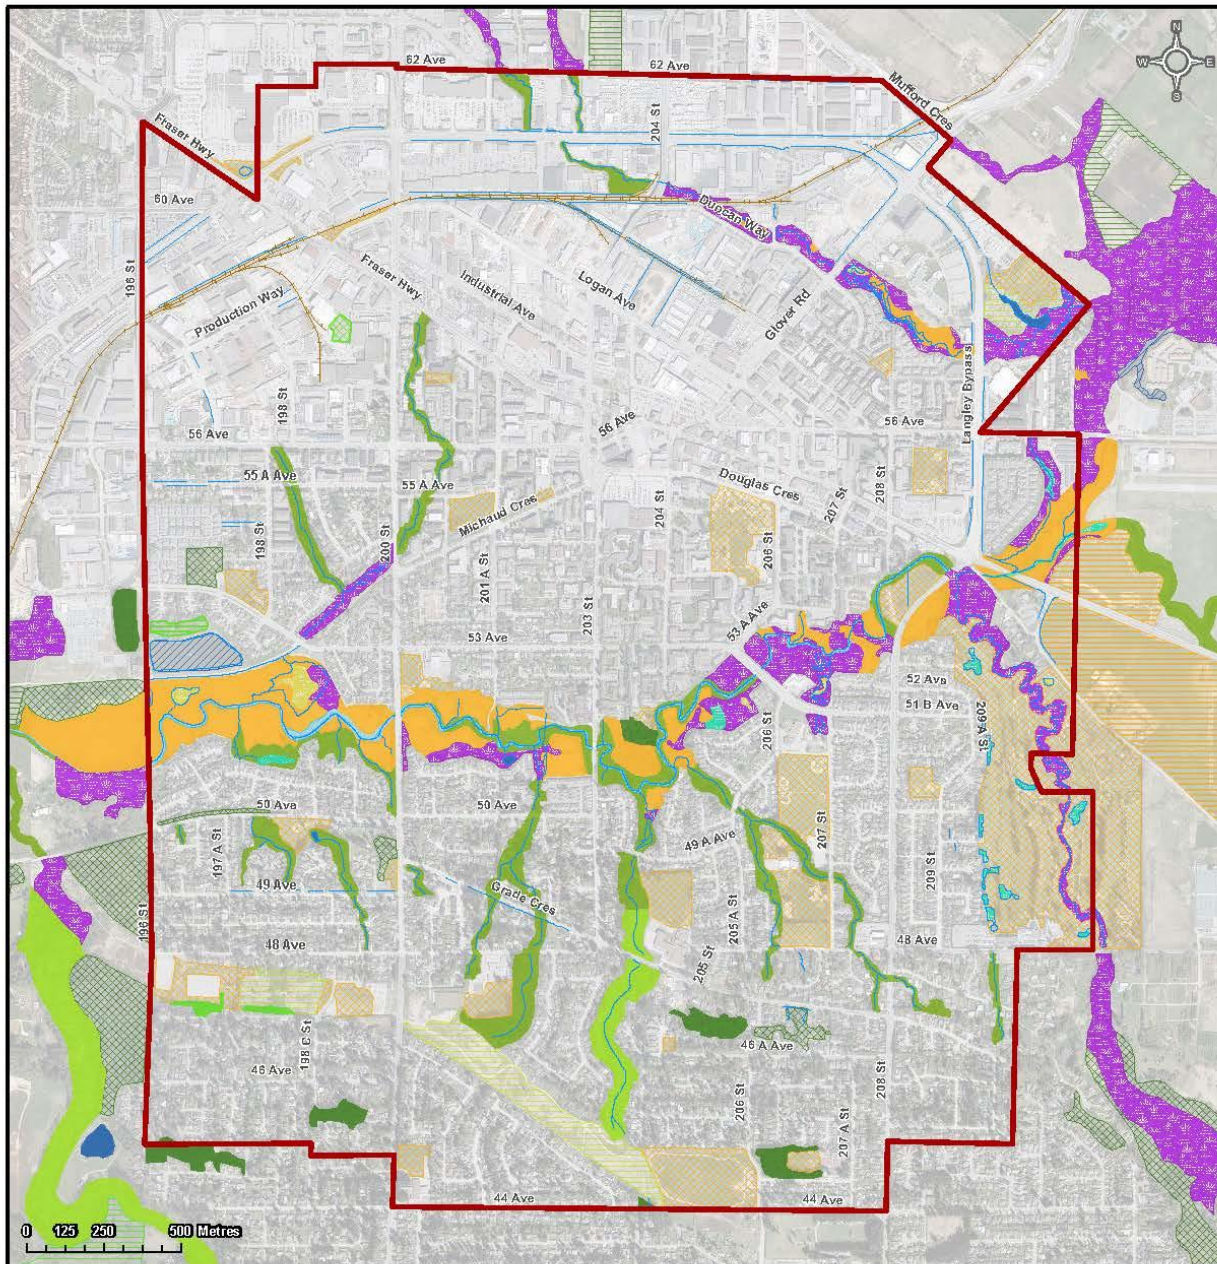 N
W E
S
62 Ave
62 Ave
Mufford Cres
Fraser Hwy
204 St
60 Ave
Duncan Way
196 St
Fraser Hwy
Industrial Ave
Logan Ave
Production Way
Glover Rd
Langley Bypass
198 St
56 Ave
56 Ave
56 Ave
55 A Ave
55 A Ave
Douglas Cres
208 St
207 St
Michaud Cres
204 St
198 St
200 St
206 St
201 A St
203 St
53 A Ave
53 Ave
52 Ave
51 B Ave
206 St
209 A St
50 Ave
50 Ave
207 St
197 A St
49 A Ave
49 Ave
209 St
Grade Cres
196 St
205 A St
48 Ave
48 Ave
205 St
198 C St
46 A Ave
46 Ave
206 St
208 St
207 A St
44 Ave
44 Ave
0 125 250 500 Metres